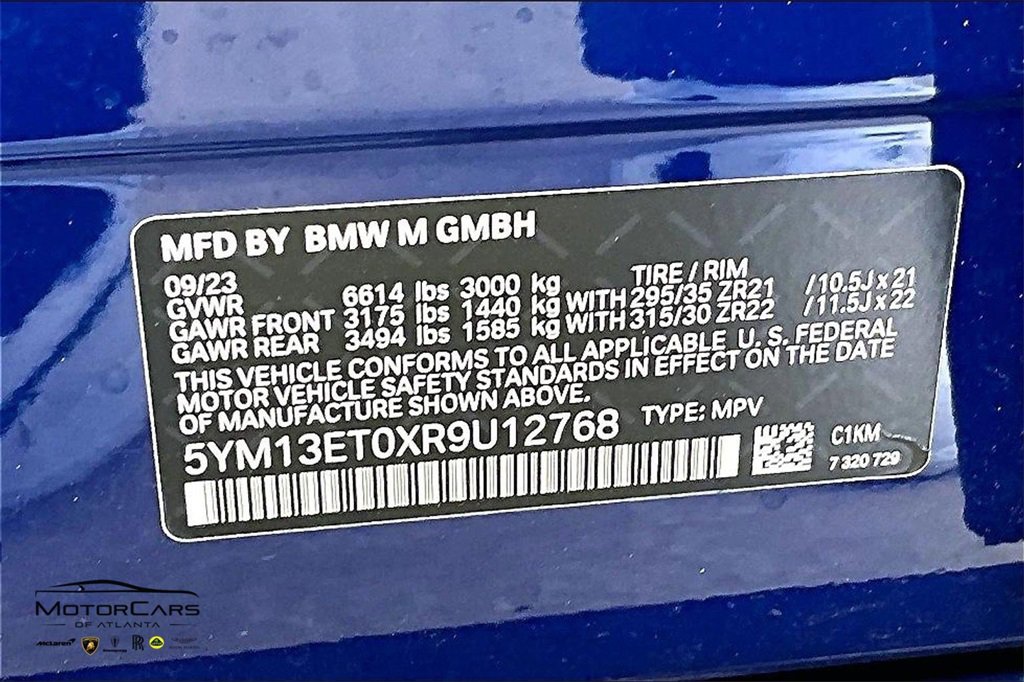 MFD BY BMW M GMBH
09/23 TIRE / RIM
GVWR 6614 lbs 3000 kg
GAWR FRONT 3175 lbs 1440 kg WITH 295/35 ZR21 /10.5J x 21
GAWR REAR 3494 lbs 1585 kg WITH 315/30 ZR22 /11.5J x 22
THIS VEHICLE CONFORMS TO ALL APPLICABLE U. S. FEDERAL
MOTOR VEHICLE SAFETY STANDARDS IN EFFECT ON THE DATE
OF MANUFACTURE SHOWN ABOVE.
5YM13ET0XR9U12768 TYPE: MPV
C1KM
7 320 729
MOTORCARS
OF ATLANTA
McLaren